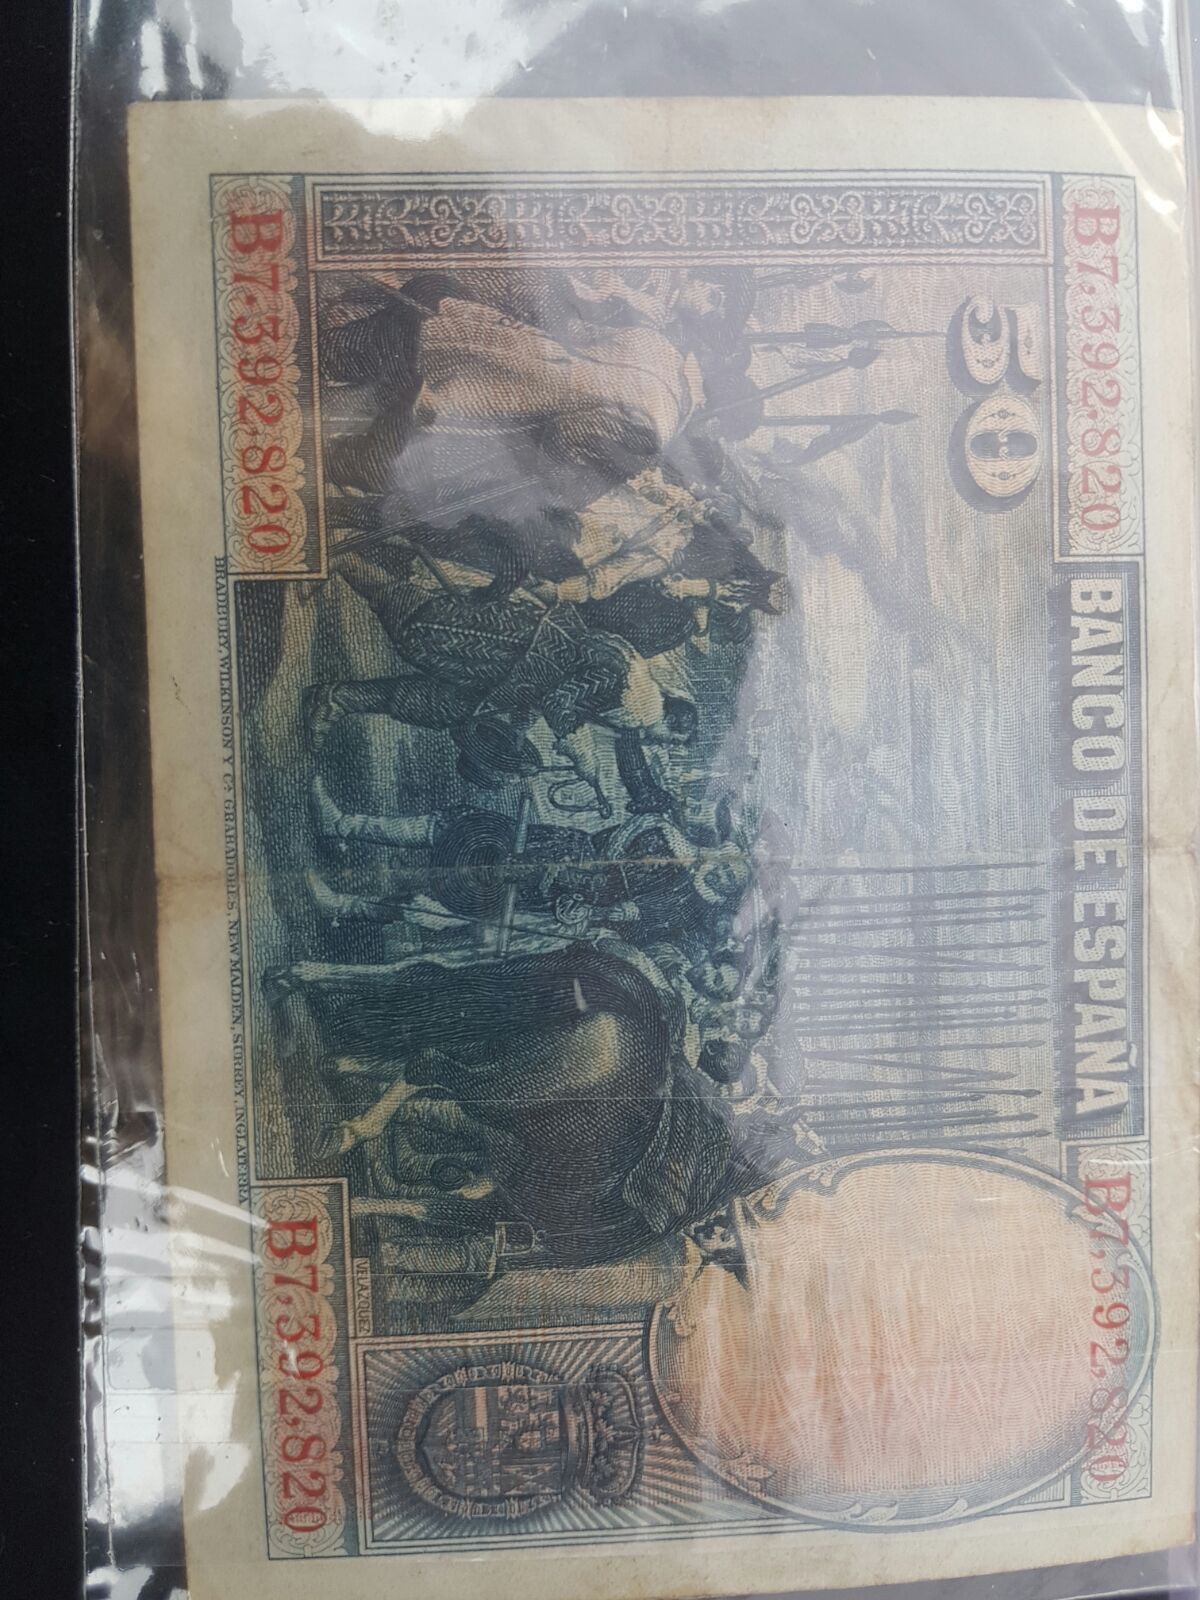 B7,392,820
BANCO DE ESPAÑA
B7,392,820
50
VELAZQUEZ
B7,392,820
B7,392,820
BRADBURY, WILKINSON Y Cª GRABADORES, NEW MALDEN, SURREY, INGLATERRA